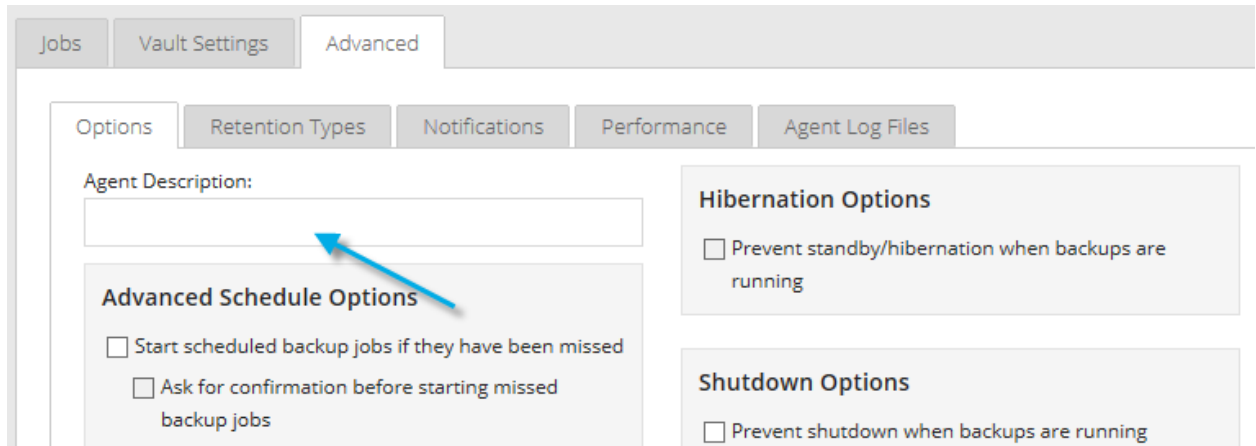 Jobs Vault Settings Advanced
Options Retention Types Notifications Performance Agent Log Files
Agent Description:
Advanced Schedule Options
Start scheduled backup jobs if they have been missed
Ask for confirmation before starting missed
backup jobs
Hibernation Options
Prevent standby/hibernation when backups are
running
Shutdown Options
Prevent shutdown when backups are running